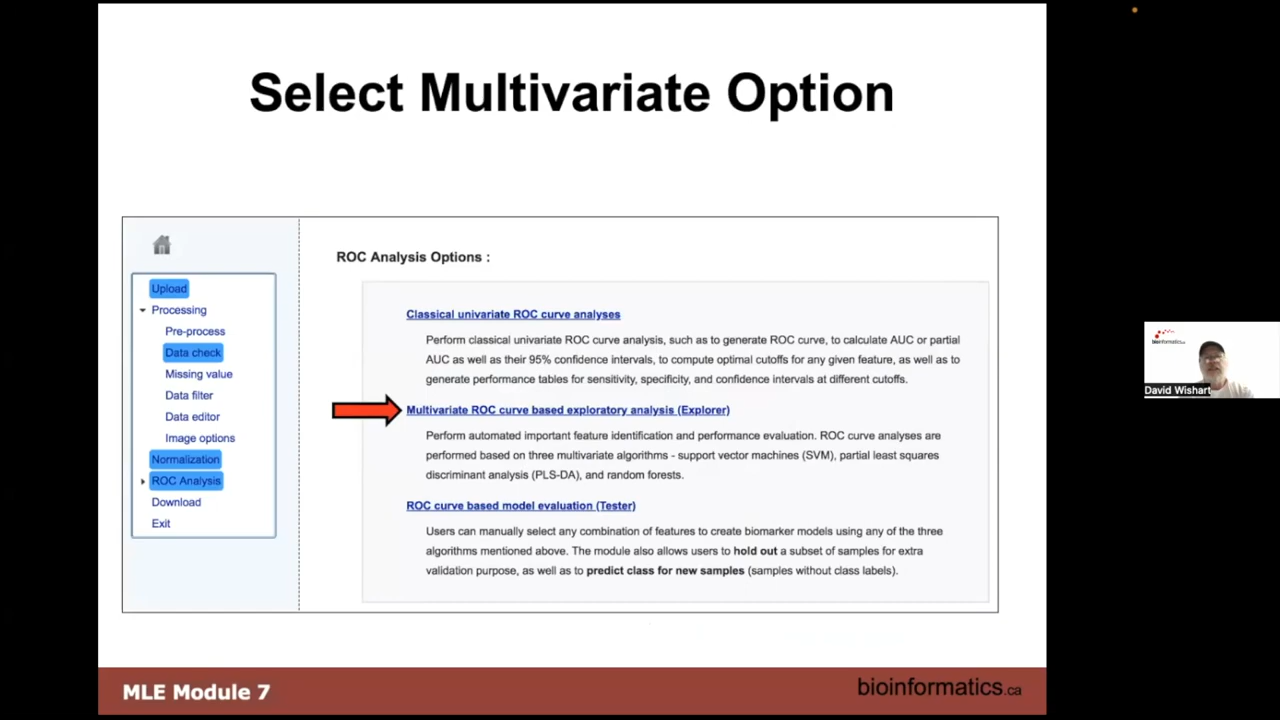 Select Multivariate Option
ROC Analysis Options :
Upload
Processing
Pre-process
Data check
Missing value
Data filter
Data editor
Image options
Normalization
ROC Analysis
Download
Exit
Classical univariate ROC curve analyses
Perform classical univariate ROC curve analysis, such as to generate ROC curve, to calculate AUC or partial
AUC as well as their 95% confidence intervals, to compute optimal cutoffs for any given feature, as well as to
generate performance tables for sensitivity, specificity, and confidence intervals at different cutoffs.
Multivariate ROC curve based exploratory analysis (Explorer)
Perform automated important feature identification and performance evaluation. ROC curve analyses are
performed based on three multivariate algorithms - support vector machines (SVM), partial least squares
discriminant analysis (PLS-DA), and random forests.
ROC curve based model evaluation (Tester)
Users can manually select any combination of features to create biomarker models using any of the three
algorithms mentioned above. The module also allows users to hold out a subset of samples for extra
validation purpose, as well as to predict class for new samples (samples without class labels).
MLE Module 7
bioinformatics.ca
bioinformatics.ca
David Wishart